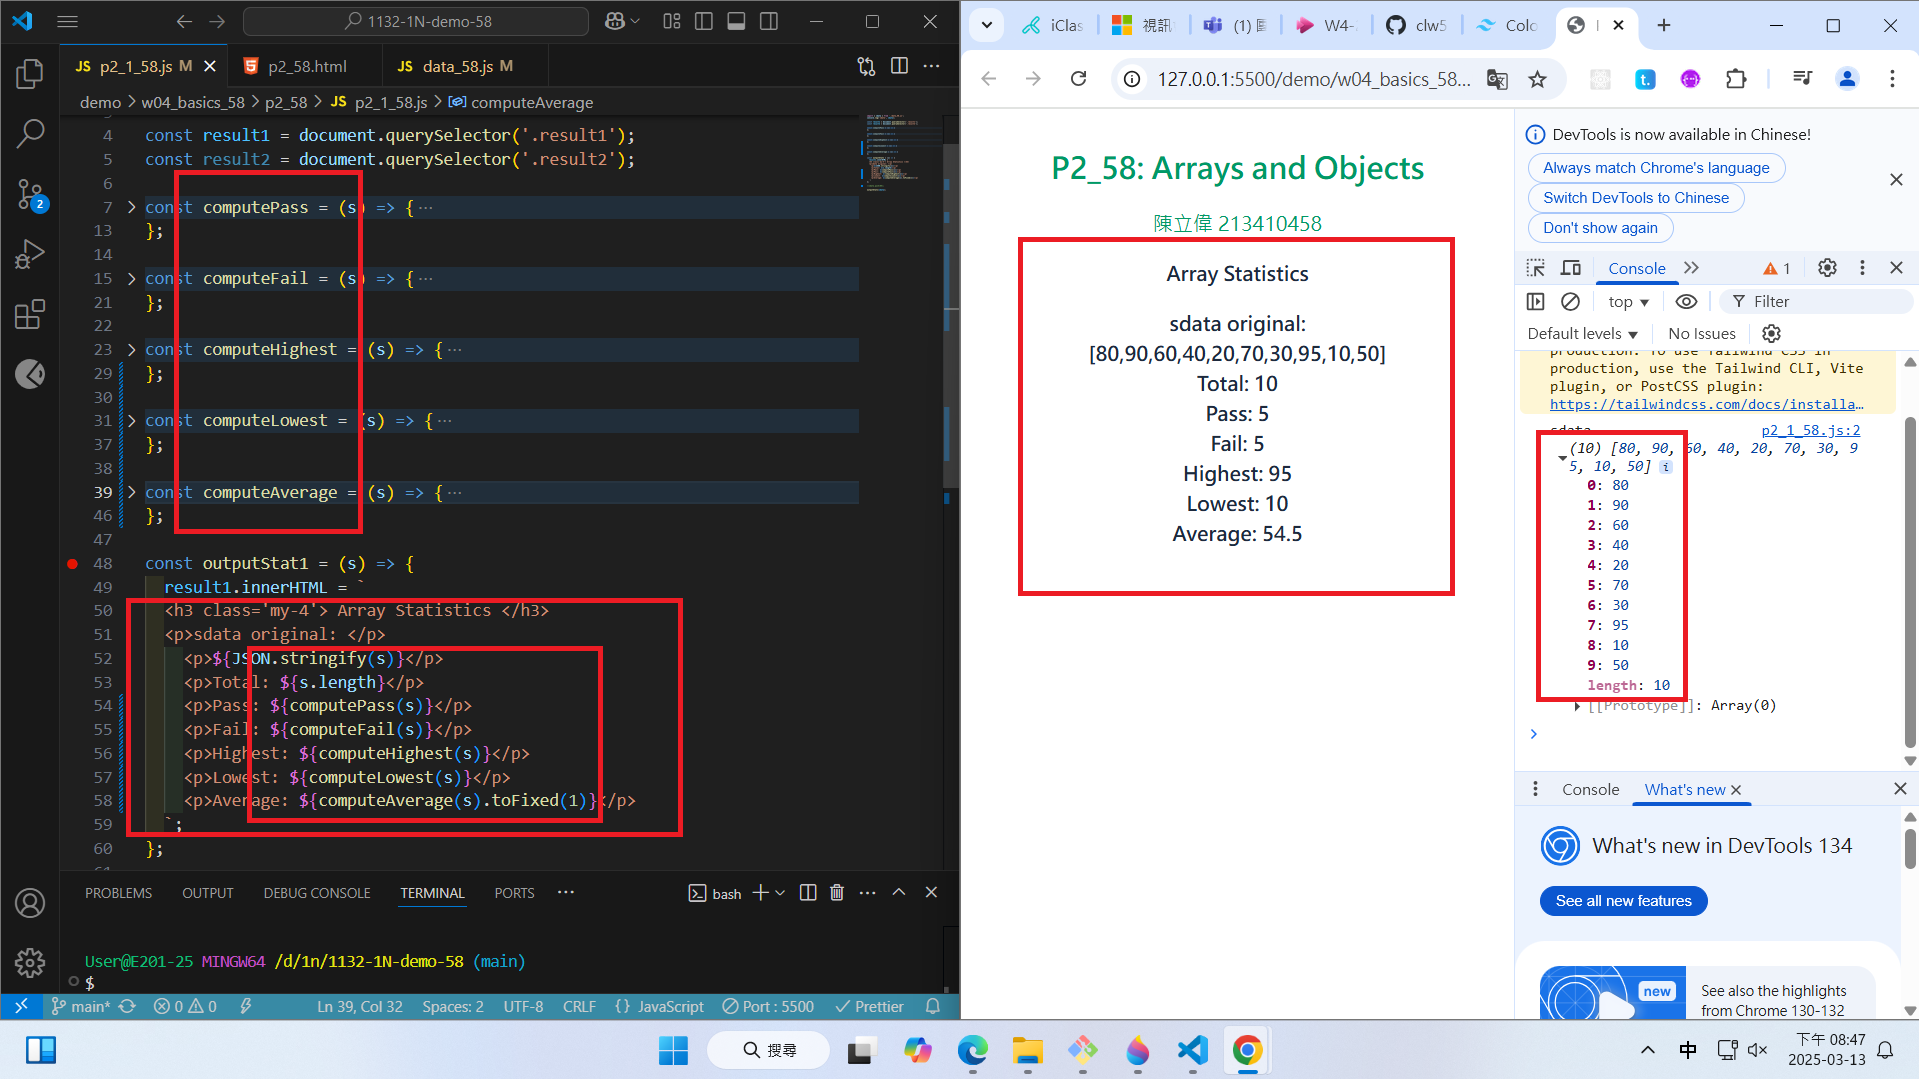 1132-1N-demo-58
JS p2_1_58.js M
p2_58.html
JS data_58.js M
demo > w04_basics_58 > p2_58 > JS p2_1_58.js > computeAverage
4 const result1 = document.querySelector('.result1');
5 const result2 = document.querySelector('.result2');
6
7 const computePass = (s) => { ···
13 };
14
15 const computeFail = (s) => { ···
21 };
22
23 const computeHighest = (s) => { ···
29 };
30
31 const computeLowest = (s) => { ···
37 };
38
39 const computeAverage = (s) => { ···
46 };
47
48 const outputStat1 = (s) => {
49 result1.innerHTML = `
50 <h3 class='my-4'> Array Statistics </h3>
51 <p>sdata original: </p>
52 <p>${JSON.stringify(s)}</p>
53 <p>Total: ${s.length}</p>
54 <p>Pass: ${computePass(s)}</p>
55 <p>Fail: ${computeFail(s)}</p>
56 <p>Highest: ${computeHighest(s)}</p>
57 <p>Lowest: ${computeLowest(s)}</p>
58 <p>Average: ${computeAverage(s).toFixed(1)}</p>
59 `;
60 };
PROBLEMS OUTPUT DEBUG CONSOLE TERMINAL PORTS ···
bash
User@E201-25 MINGW64 /d/1n/1132-1N-demo-58 (main)
$
main* 0 0 Ln 39, Col 32 Spaces: 2 UTF-8 CRLF {} JavaScript Port : 5500 Prettier
iClas
視訊
(1) 
W4-
clw5
Colo
127.0.0.1:5500/demo/w04_basics_58...
P2_58: Arrays and Objects
陳立偉 213410458
Array Statistics
sdata original:
[80,90,60,40,20,70,30,95,10,50]
Total: 10
Pass: 5
Fail: 5
Highest: 95
Lowest: 10
Average: 54.5
DevTools is now available in Chinese!
Always match Chrome's language
Switch DevTools to Chinese
Don't show again
Console 1
top Filter
Default levels No Issues
production. To use Tailwind CSS in
production, use the Tailwind CLI, Vite
plugin, or PostCSS plugin:
https://tailwindcss.com/docs/installa…
sdata p2_1_58.js:2
(10) [80, 90, 60, 40, 20, 70, 30, 9
5, 10, 50] i
0: 80
1: 90
2: 60
3: 40
4: 20
5: 70
6: 30
7: 95
8: 10
9: 50
length: 10
[[Prototype]]: Array(0)
Console What's new
What's new in DevTools 134
See all new features
new
See also the highlights
from Chrome 130-132
搜尋
中
下午 08:47
2025-03-13